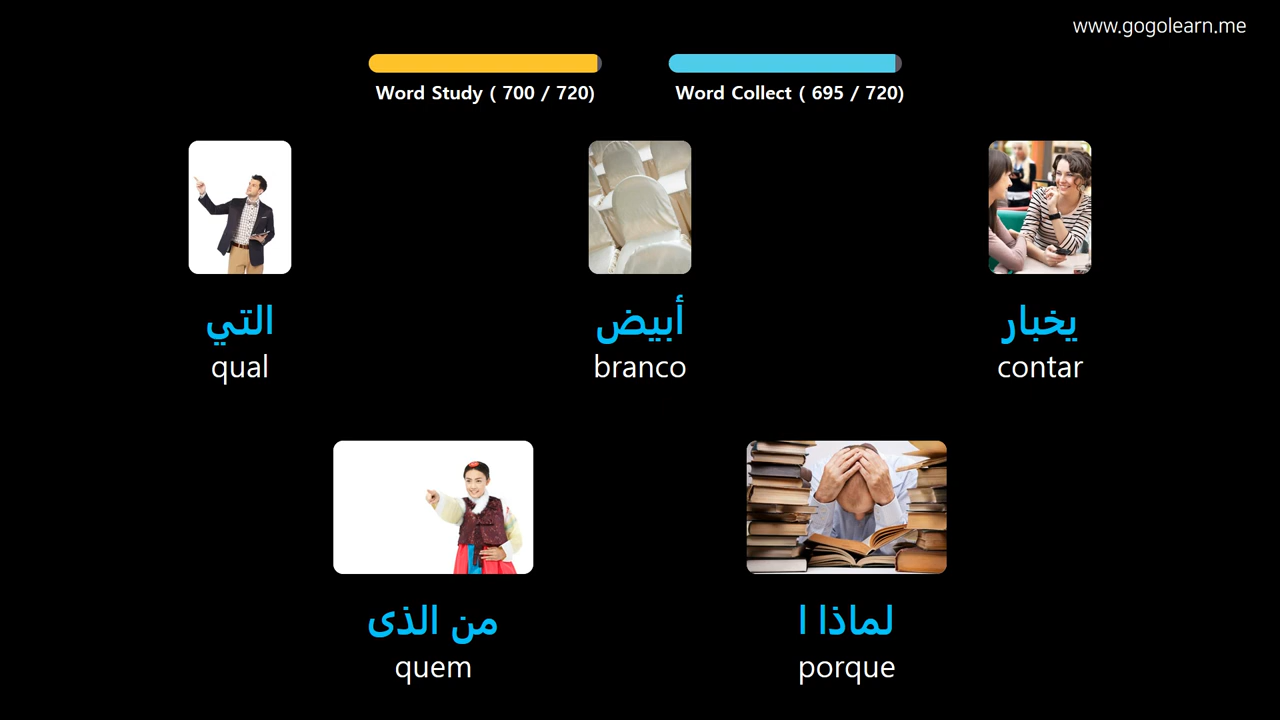 www.gogolearn.me
Word Study ( 700 / 720)
Word Collect ( 695 / 720)
التي
qual
أبيض
branco
يخبار
contar
من الذى
quem
لماذا ا
porque